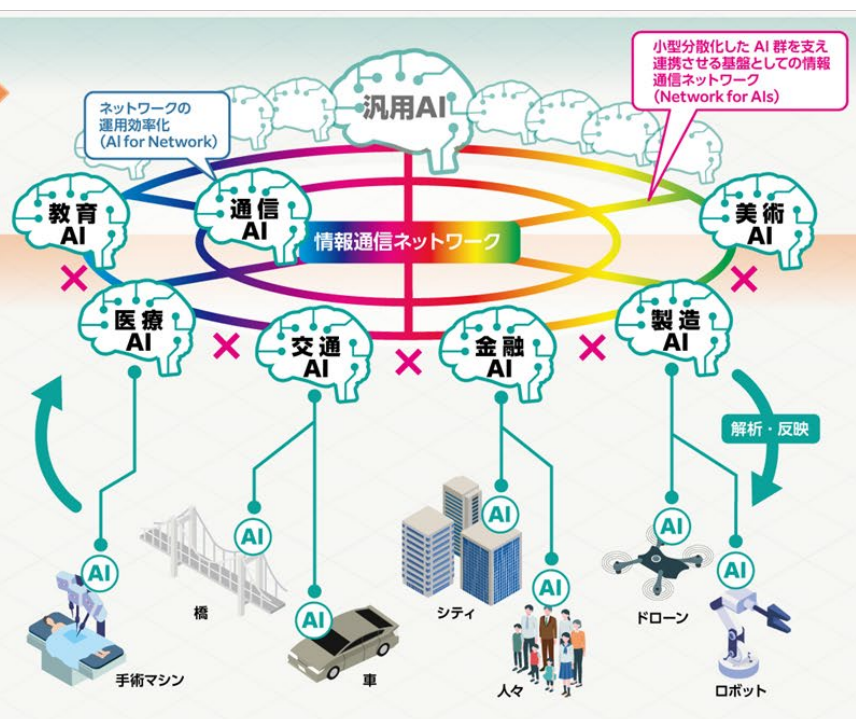 小型分散化した AI 群を支え
連携させる基盤としての情報
通信ネットワーク
(Network for AIs)
汎用AI
ネットワークの
運用効率化
(AI for Network)
教育
AI
通信
AI
情報通信ネットワーク
美術
AI
医療
AI
交通
AI
金融
AI
製造
AI
解析・反映
AI
AI
AI
AI
AI
AI
AI
橋
シティ
ドローン
手術マシン
車
人々
ロボット